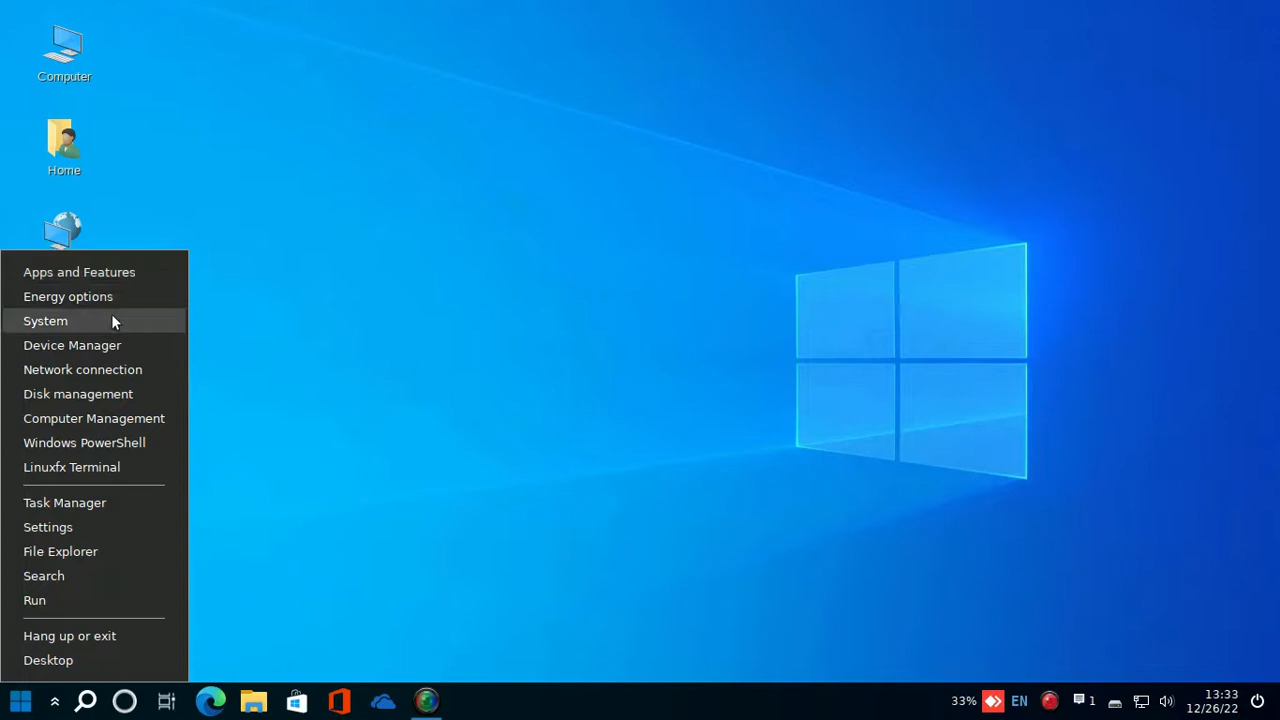 Computer
Home
Apps and Features
Energy options
System
Device Manager
Network connection
Disk management
Computer Management
Windows PowerShell
Linuxfx Terminal
Task Manager
Settings
File Explorer
Search
Run
Hang up or exit
Desktop
33%
EN
1
13:33
12/26/22